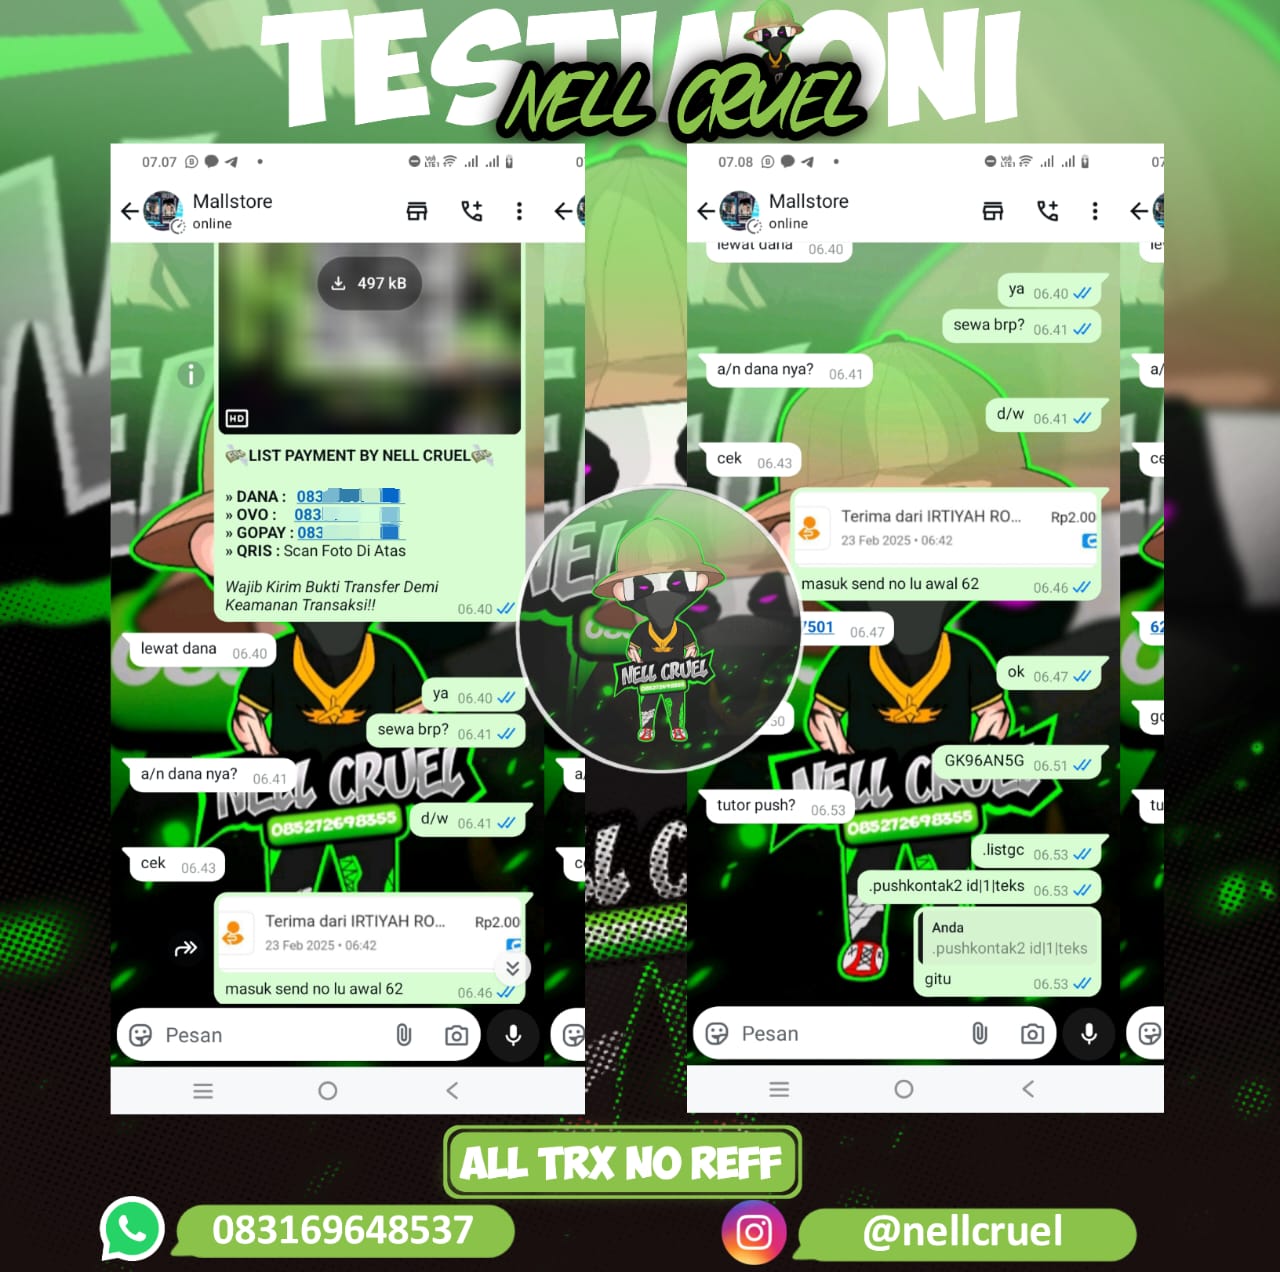 TESTIMONI
NELL CRUEL
07.07
Mallstore
online
497 kB
HD
LIST PAYMENT BY NELL CRUEL
» DANA : 083
» OVO : 083
» GOPAY : 083
» QRIS : Scan Foto Di Atas
Wajib Kirim Bukti Transfer Demi
Keamanan Transaksi!!
06.40
lewat dana 06.40
ya 06.40
sewa brp? 06.41
a/n dana nya? 06.41
d/w 06.41
cek 06.43
Terima dari IRTIYAH RO... Rp2.00
23 Feb 2025 • 06:42
masuk send no lu awal 62 06.46
Pesan
NELL CRUEL
085272698355
07.08
Mallstore
online
lewat dana 06.40
ya 06.40
sewa brp? 06.41
a/n dana nya? 06.41
d/w 06.41
cek 06.43
Terima dari IRTIYAH RO... Rp2.00
23 Feb 2025 • 06:42
masuk send no lu awal 62 06.46
7501 06.47
ok 06.47
GK96AN5G 06.51
tutor push? 06.53
.listgc 06.53
.pushkontak2 id|1|teks 06.53
Anda
.pushkontak2 id|1|teks
gitu 06.53
Pesan
085272698355
NELL CRUEL
ALL TRX NO REFF
083169648537
@nellcruel